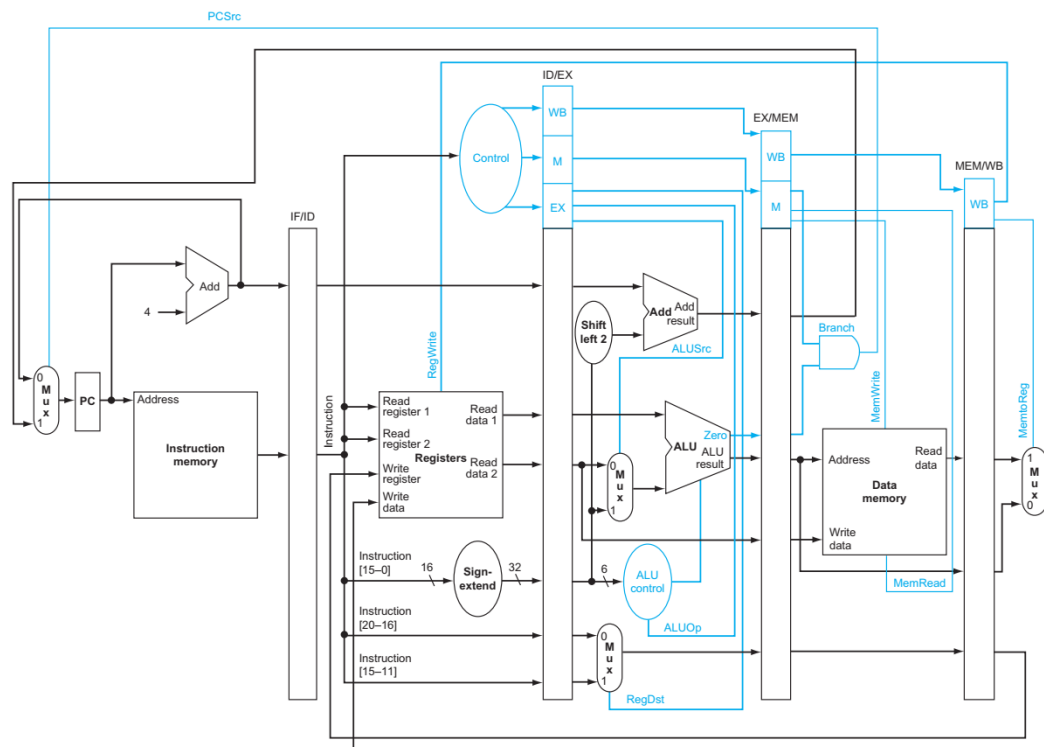 PCSrc
ID/EX
WB
EX/MEM
Control
M
WB
MEM/WB
EX
M
WB
IF/ID
Add
4
Add
Add
result
Shift
left 2
Branch
ALUSrc
RegWrite
MemWrite
MemtoReg
0
M
u
x
1
PC
Address
Instruction
memory
Instruction
Read
register 1
Read
data 1
Read
register 2
Registers
Read
data 2
Write
register
Write
data
0
M
u
x
1
Zero
ALU
ALU
result
Address
Read
data
Data
memory
Write
data
1
M
u
x
0
Instruction
[15–0]
16
Sign-
extend
32
6
ALU
control
MemRead
ALUOp
Instruction
[20–16]
Instruction
[15–11]
0
M
u
x
1
RegDst